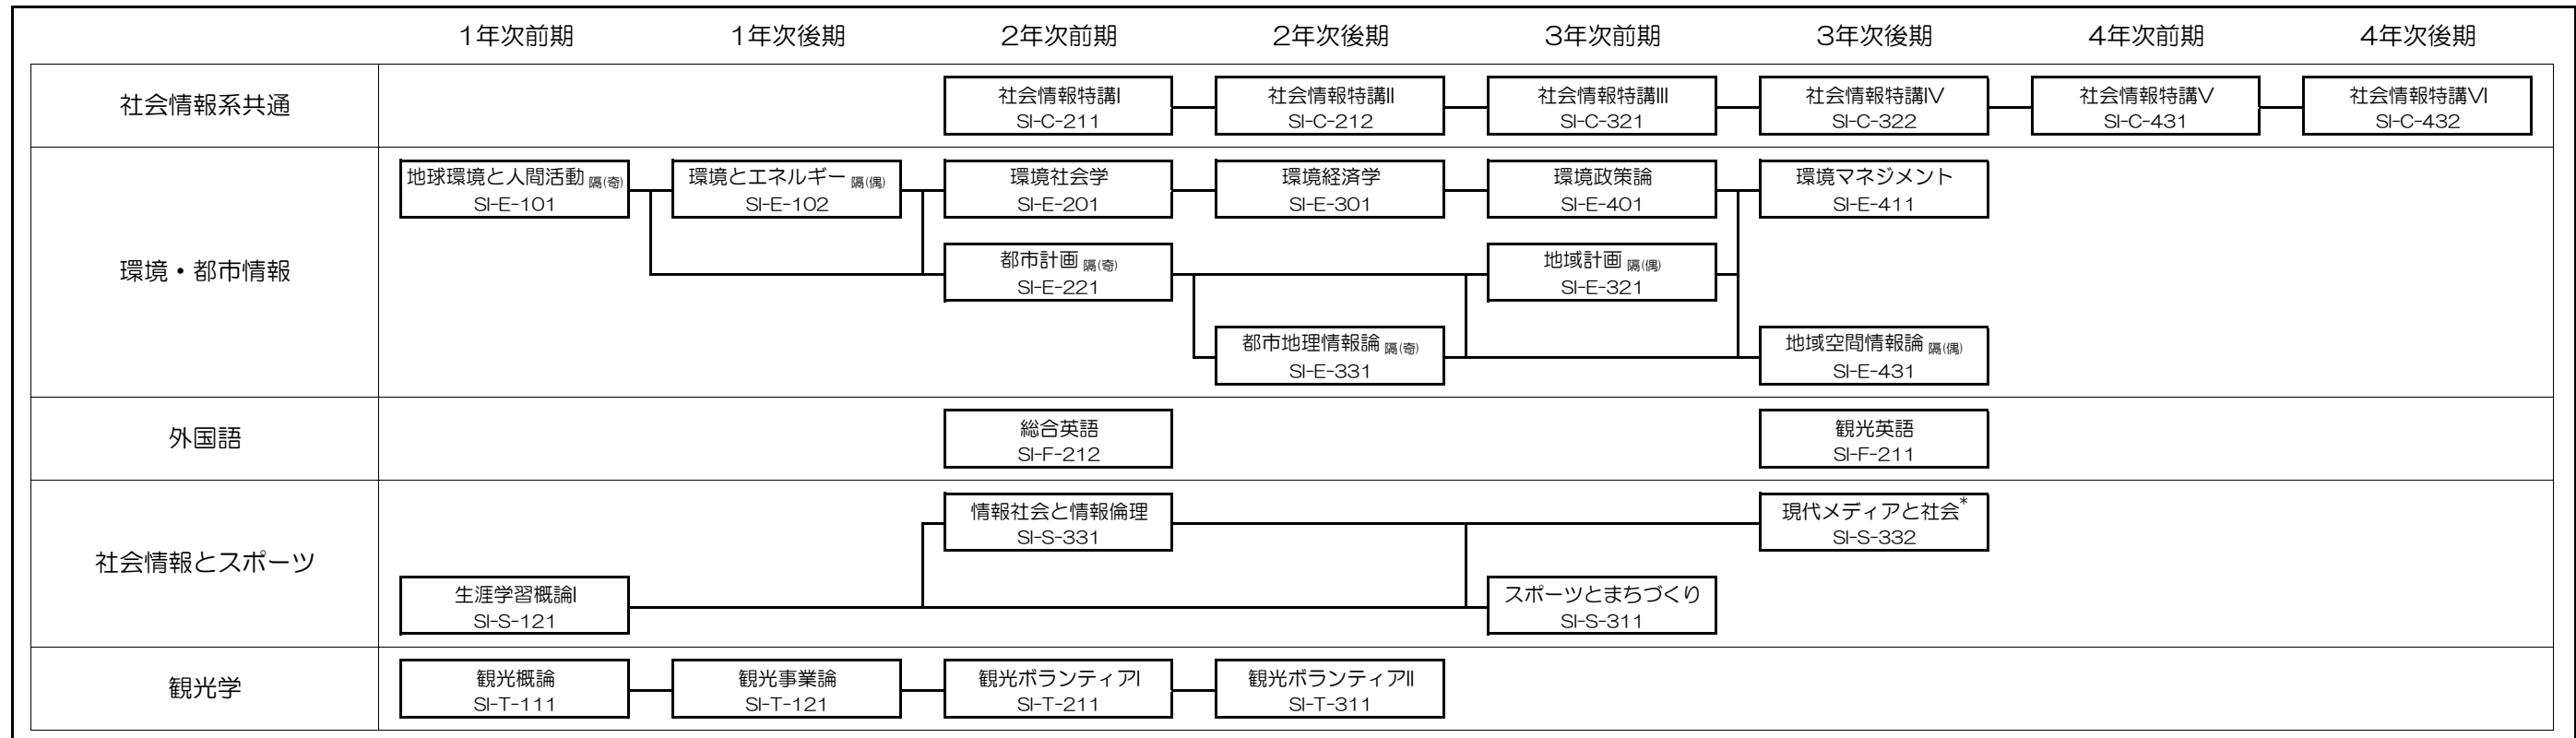 1年次前期 1年次後期 2年次前期 2年次後期 3年次前期 3年次後期 4年次前期 4年次後期
社会情報系共通
社会情報特講I
SI-C-211
社会情報特講II
SI-C-212
社会情報特講III
SI-C-321
社会情報特講IV
SI-C-322
社会情報特講V
SI-C-431
社会情報特講VI
SI-C-432
環境・都市情報
地球環境と人間活動 隔(奇)
SI-E-101
環境とエネルギー 隔(偶)
SI-E-102
環境社会学
SI-E-201
環境経済学
SI-E-301
環境政策論
SI-E-401
環境マネジメント
SI-E-411
都市計画 隔(奇)
SI-E-221
地域計画 隔(偶)
SI-E-321
都市地理情報論 隔(奇)
SI-E-331
地域空間情報論 隔(偶)
SI-E-431
外国語
総合英語
SI-F-212
観光英語
SI-F-211
社会情報とスポーツ
情報社会と情報倫理
SI-S-331
現代メディアと社会*
SI-S-332
生涯学習概論I
SI-S-121
スポーツとまちづくり
SI-S-311
観光学
観光概論
SI-T-111
観光事業論
SI-T-121
観光ボランティアI
SI-T-211
観光ボランティアII
SI-T-311